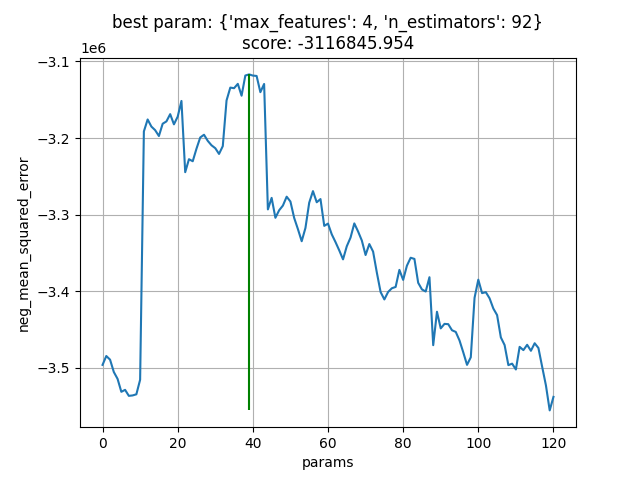 best param: {'max_features': 4, 'n_estimators': 92}
score: -3116845.954
1e6
−3.1
−3.2
−3.3
−3.4
−3.5
neg_mean_squared_error
0 20 40 60 80 100 120
params